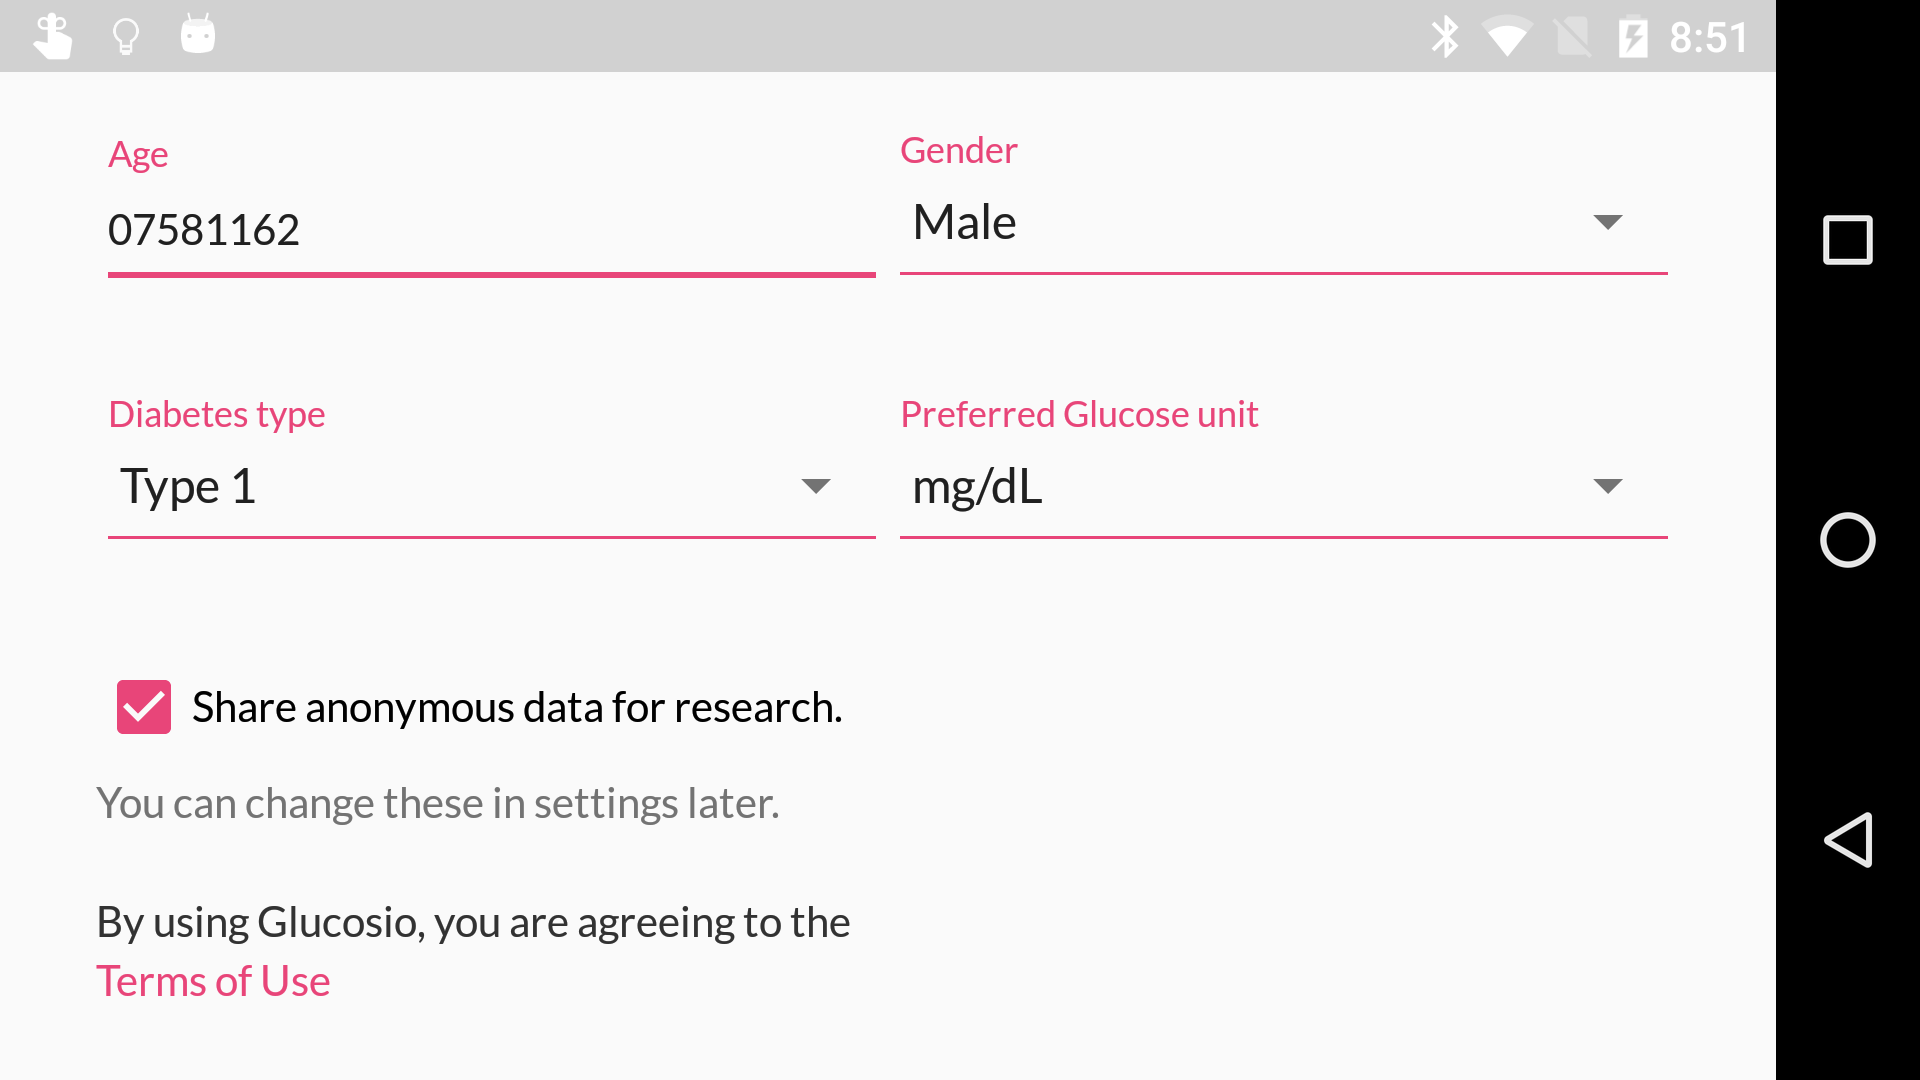 8:51
Age
Gender
07581162
Male
Diabetes type
Preferred Glucose unit
Type 1
mg/dL
Share anonymous data for research.
You can change these in settings later.
By using Glucosio, you are agreeing to the
Terms of Use